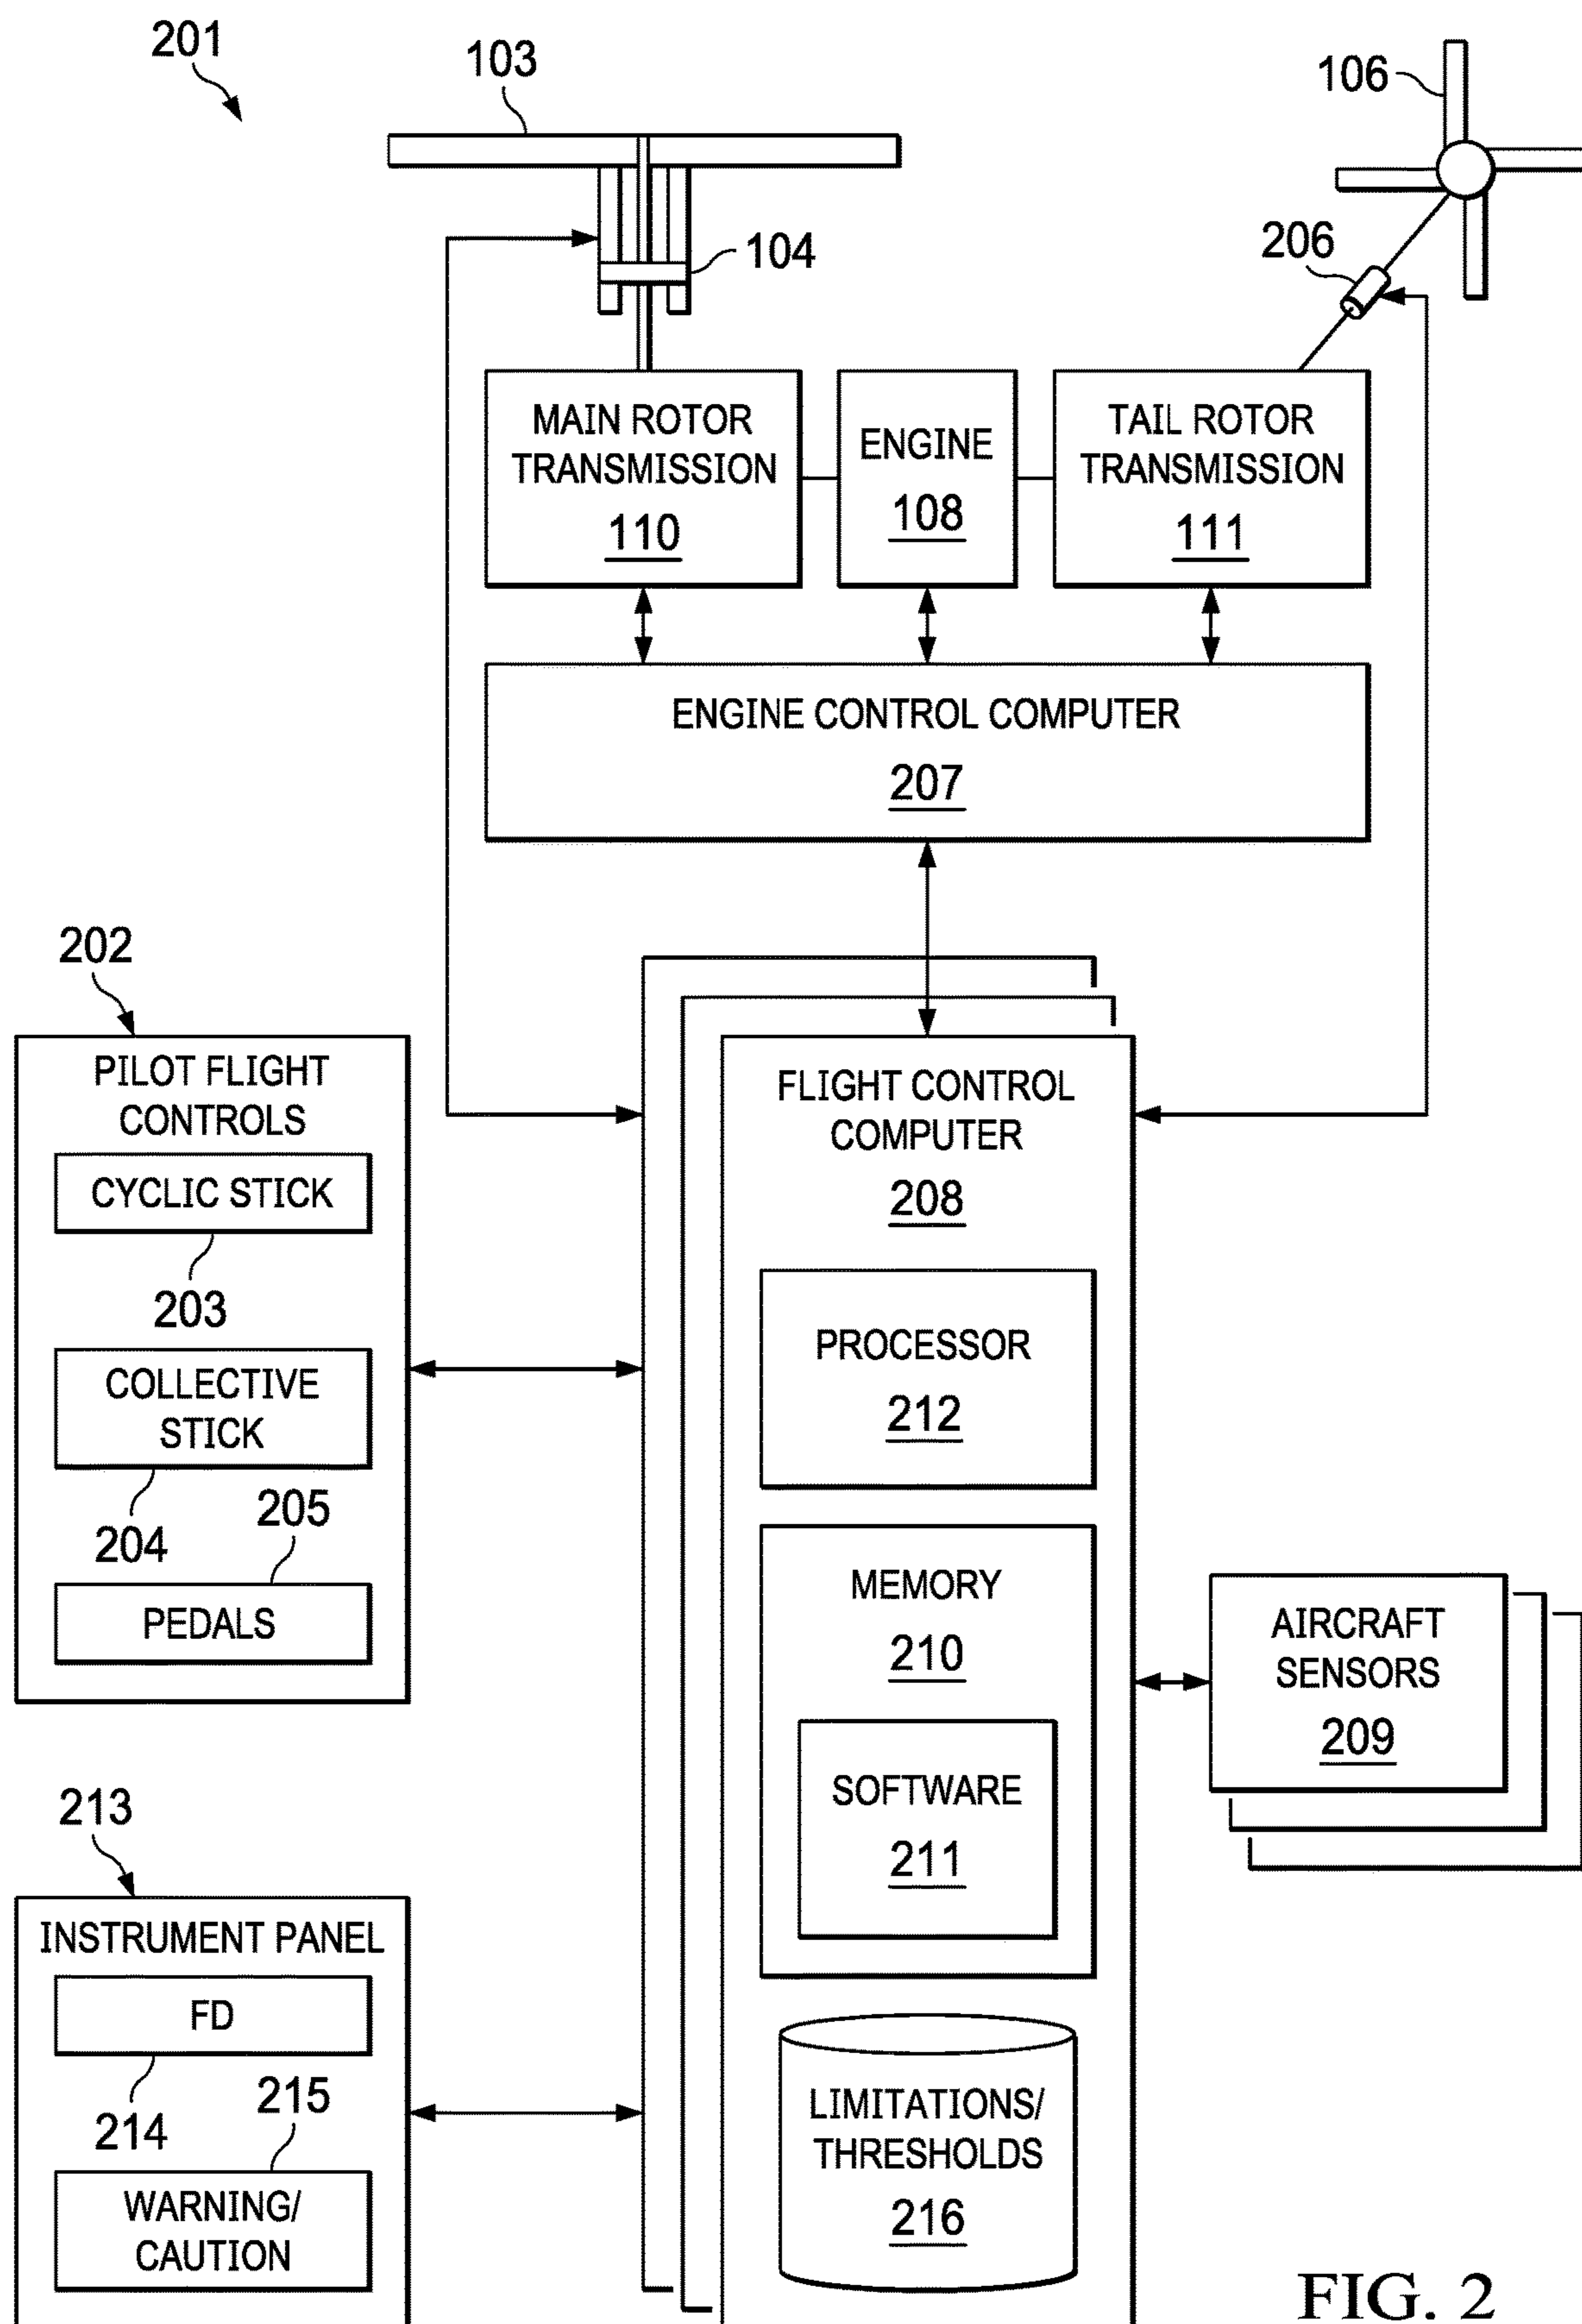 201
103
106
104
206
MAIN ROTOR
TRANSMISSION
110
ENGINE
108
TAIL ROTOR
TRANSMISSION
111
ENGINE CONTROL COMPUTER
207
202
PILOT FLIGHT
CONTROLS
CYCLIC STICK
203
COLLECTIVE
STICK
204
205
PEDALS
FLIGHT CONTROL
COMPUTER
208
PROCESSOR
212
MEMORY
210
SOFTWARE
211
AIRCRAFT
SENSORS
209
213
INSTRUMENT PANEL
FD
214
215
WARNING/
CAUTION
LIMITATIONS/
THRESHOLDS
216
FIG. 2